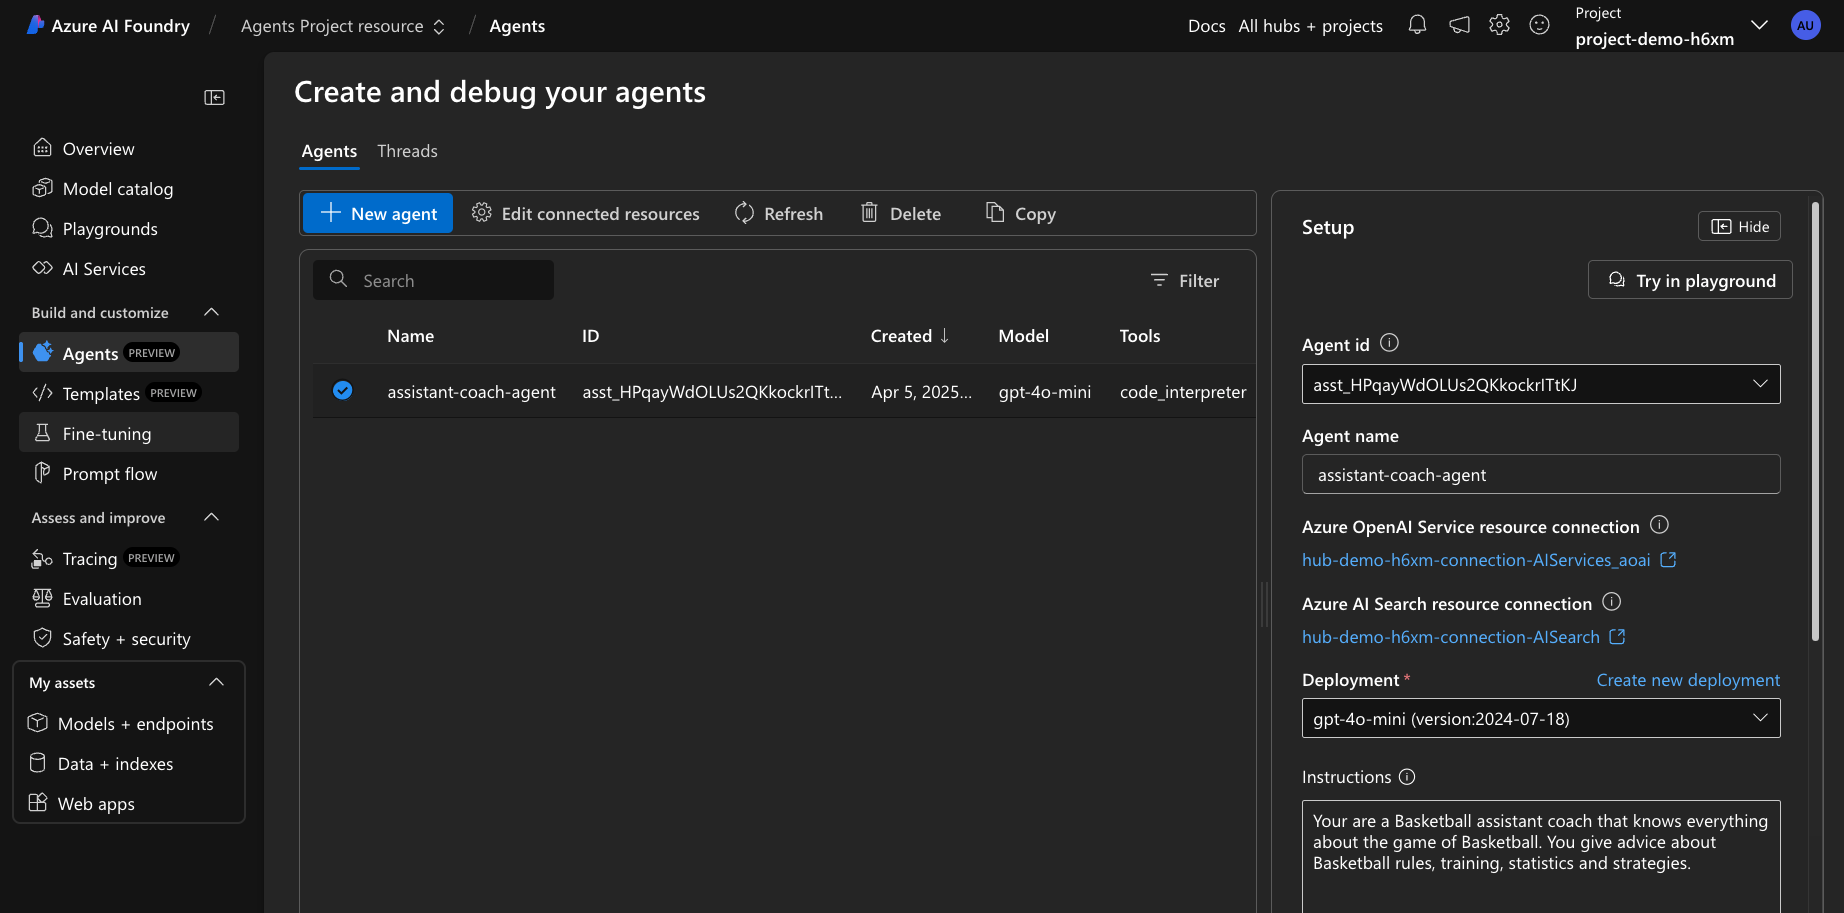 Azure AI Foundry / Agents Project resource / Agents
Docs All hubs + projects
Project
project-demo-h6xm
AU
Overview
Model catalog
Playgrounds
AI Services
Build and customize
Agents PREVIEW
Templates PREVIEW
Fine-tuning
Prompt flow
Assess and improve
Tracing PREVIEW
Evaluation
Safety + security
My assets
Models + endpoints
Data + indexes
Web apps
Create and debug your agents
Agents Threads
New agent Edit connected resources Refresh Delete Copy
Search Filter
Name ID Created ↓ Model Tools
assistant-coach-agent asst_HPqayWdOLUs2QKkockrITt... Apr 5, 2025... gpt-4o-mini code_interpreter
Setup Hide
Try in playground
Agent id
asst_HPqayWdOLUs2QKkockrITtKJ
Agent name
assistant-coach-agent
Azure OpenAI Service resource connection
hub-demo-h6xm-connection-AIServices_aoai
Azure AI Search resource connection
hub-demo-h6xm-connection-AISearch
Deployment * Create new deployment
gpt-4o-mini (version:2024-07-18)
Instructions
Your are a Basketball assistant coach that knows everything
about the game of Basketball. You give advice about
Basketball rules, training, statistics and strategies.